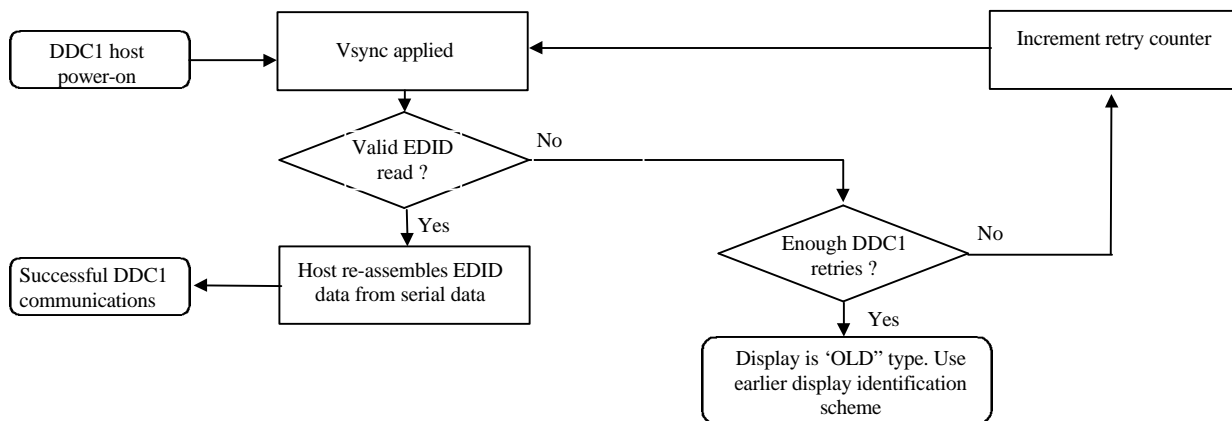 DDC1 host
power-on
Vsync applied
Increment retry counter
Valid EDID
read ?
No
Yes
Enough DDC1
retries ?
No
Successful DDC1
communications
Host re-assembles EDID
data from serial data
Yes
Display is ‘OLD” type. Use
earlier display identification
scheme